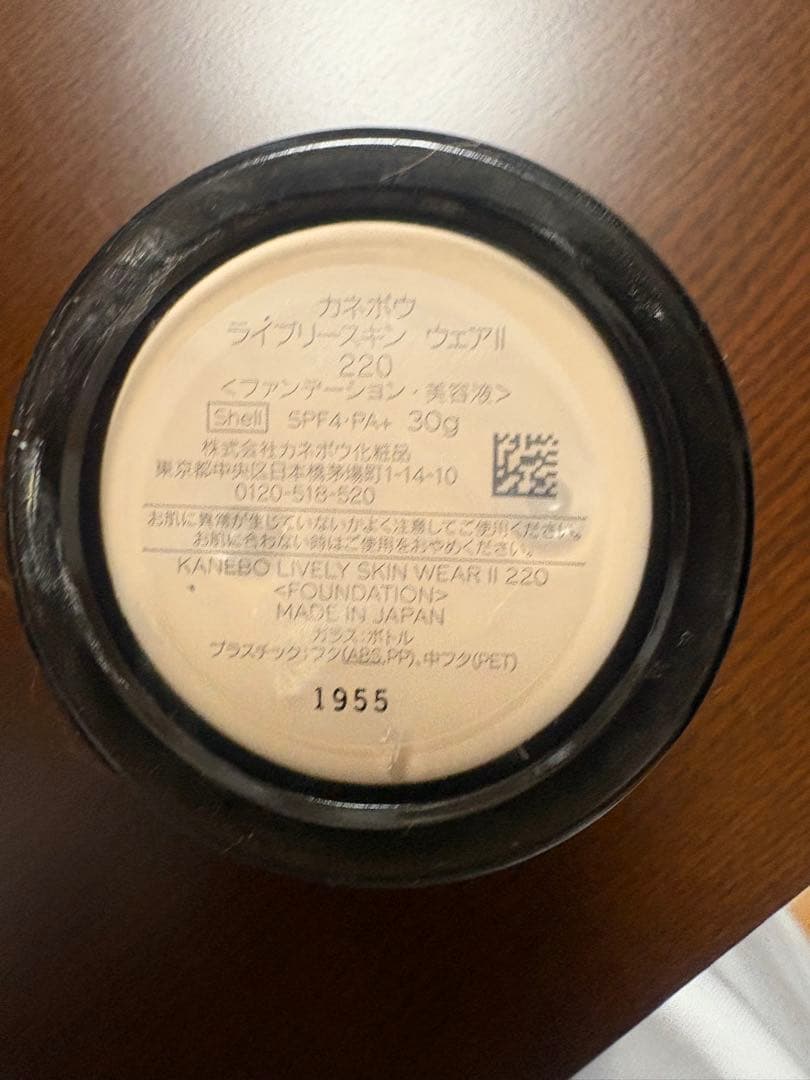 カネボウ
ライブリースキン ウェアII
220
<ファンデーション・美容液>
Shell SPF4・PA+ 30g
株式会社カネボウ化粧品
東京都中央区日本橋茅場町1-14-10
0120-518-520
お肌に異常が生じていないかよく注意してご使用ください。
お肌に合わない時はご使用をおやめください。
KANEBO LIVELY SKIN WEAR II 220
<FOUNDATION>
MADE IN JAPAN
ガラス:ボトル
プラスチック:フタ(ABS,PP)、中フタ(PET)
1955